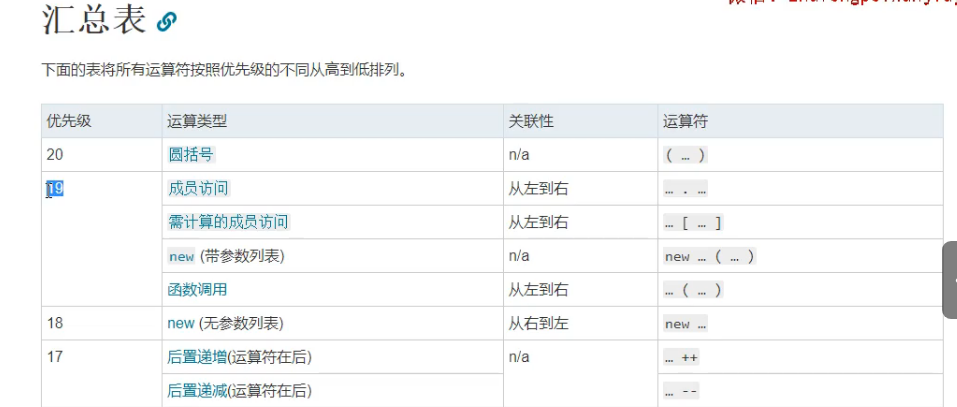 汇总表
下面的表将所有运算符按照优先级的不同从高到低排列。
优先级 运算类型 关联性 运算符
20 圆括号 n/a ( … )
19 成员访问 从左到右 … . …
需计算的成员访问 从左到右 … [ … ]
new (带参数列表) n/a new … ( … )
函数调用 从左到右 … ( … )
18 new (无参数列表) 从右到左 new …
17 后置递增(运算符在后) n/a … ++
后置递减(运算符在后) … --